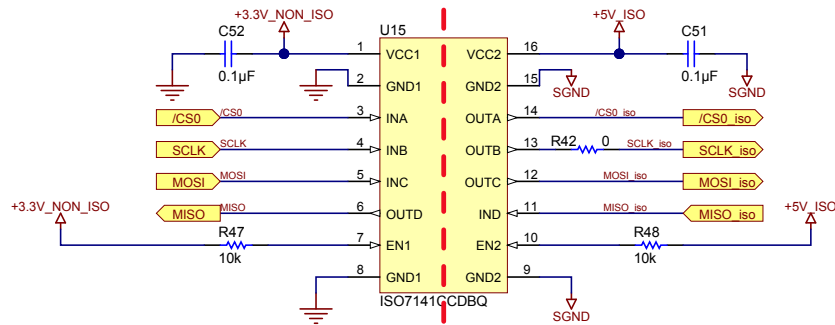 +3.3V_NON_ISO
+5V_ISO
U15
C52
C51
0.1µF
0.1µF
1 VCC1 VCC2 16
2 GND1 GND2 15
SGND
SGND
/CS0 /CS0 3 INA OUTA 14 /CS0_iso /CS0_iso
SCLK SCLK 4 INB OUTB 13 R42 0 SCLK_iso SCLK_iso
MOSI MOSI 5 INC OUTC 12 MOSI_iso MOSI_iso
MISO MISO 6 OUTD IND 11 MISO_iso MISO_iso
+3.3V_NON_ISO
+5V_ISO
R47 7 EN1 EN2 10 R48
10k
10k
8 GND1 GND2 9
SGND
ISO7141CCDBQ